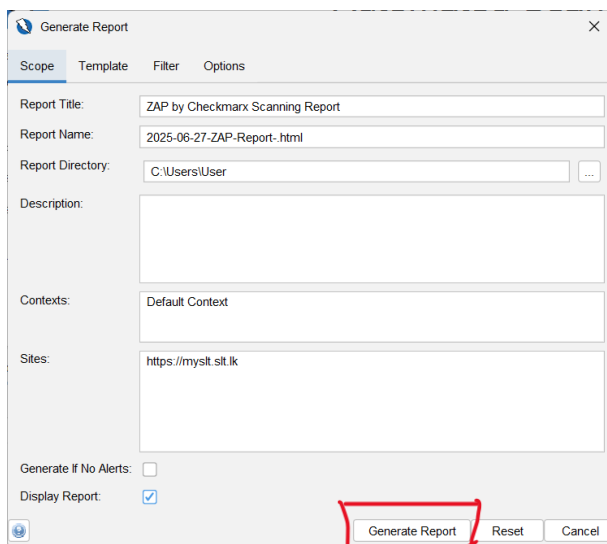 Generate Report
Scope Template Filter Options
Report Title: ZAP by Checkmarx Scanning Report
Report Name: 2025-06-27-ZAP-Report-.html
Report Directory: C:\Users\User ...
Description:
Contexts: Default Context
Sites: https://myslt.slt.lk
Generate If No Alerts:
Display Report:
Generate Report Reset Cancel